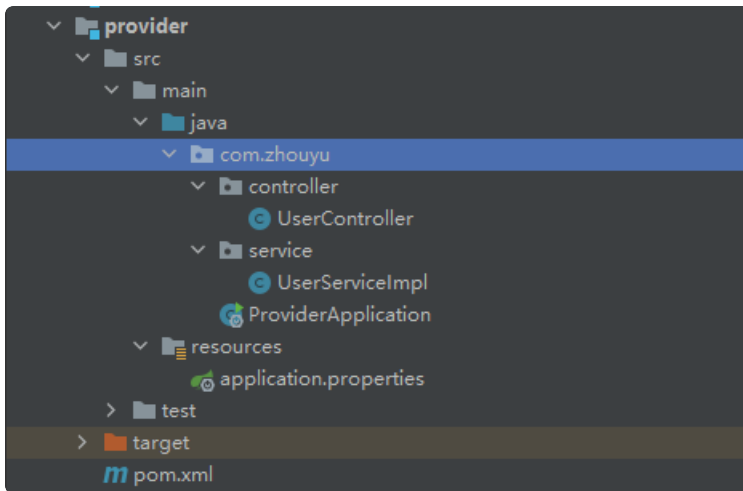 provider
src
main
java
com.zhouyu
controller
UserController
service
UserServiceImpl
ProviderApplication
resources
application.properties
test
target
pom.xml